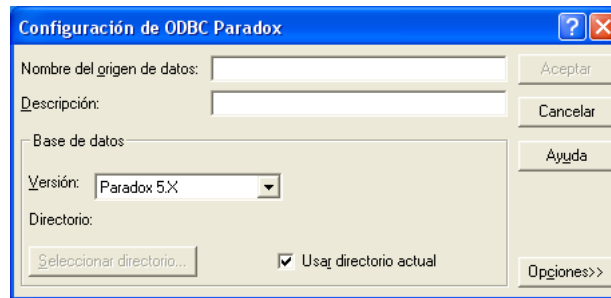 Configuración de ODBC Paradox
Nombre del origen de datos:
Aceptar
Descripción:
Cancelar
Base de datos
Ayuda
Versión: Paradox 5.X
Directorio:
Seleccionar directorio... Usar directorio actual
Opciones>>